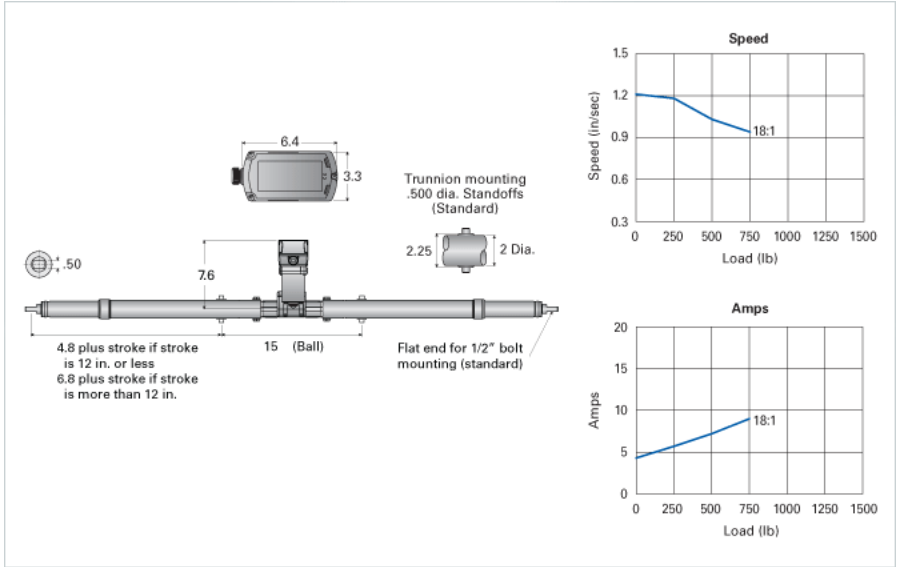 6.4
3.3
Trunnion mounting
.500 dia. Standoffs
(Standard)
2.25
2 Dia.
.50
7.6
4.8 plus stroke if stroke
is 12 in. or less
6.8 plus stroke if stroke
is more than 12 in.
15 (Ball)
Flat end for 1/2" bolt
mounting (standard)
Speed
Speed (in/sec)
1.5
1.2
0.9
0.6
0.3
18:1
0 250 500 750 1000 1250 1500
Load (lb)
Amps
Amps
20
15
10
5
0
18:1
0 250 500 750 1000 1250 1500
Load (lb)